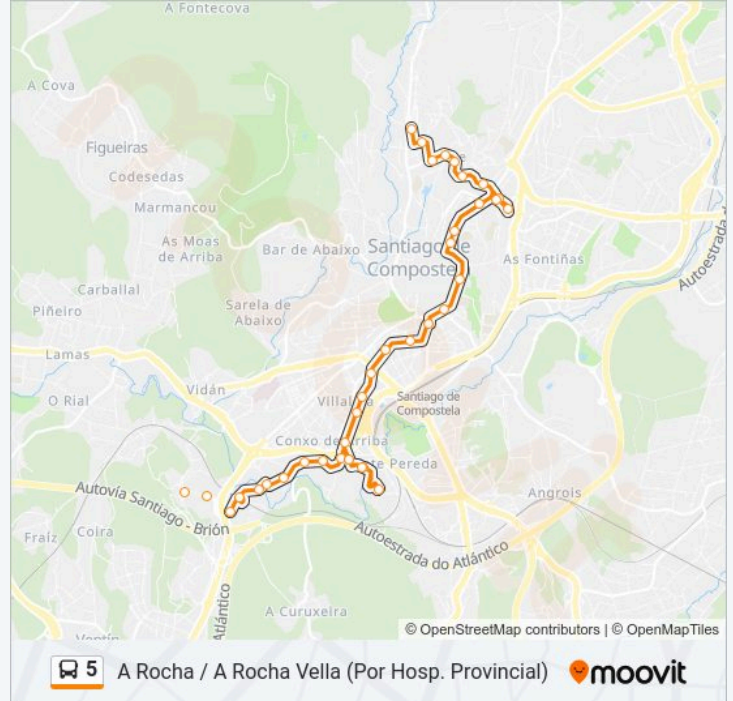 A Fontecova
A Cova
Figueiras
Codesedas
Marmancou
As Moas
de Arriba
Bar de Abaixo
Santiago de
Compostela
As Fontiñas
Autoestrada
Carballal
Piñeiro
Sarela de
Abaixo
Lamas
Vidán
O Rial
Santiago de
Compostela
Conxo de Arriba
Pereda
Angrois
Autovía Santiago - Brión
Fraíz
Coira
Autoestrada do Atlántico
A Curuxeira
Atlántico
© OpenStreetMap contributors | © OpenMapTiles
5 A Rocha / A Rocha Vella (Por Hosp. Provincial) moovit